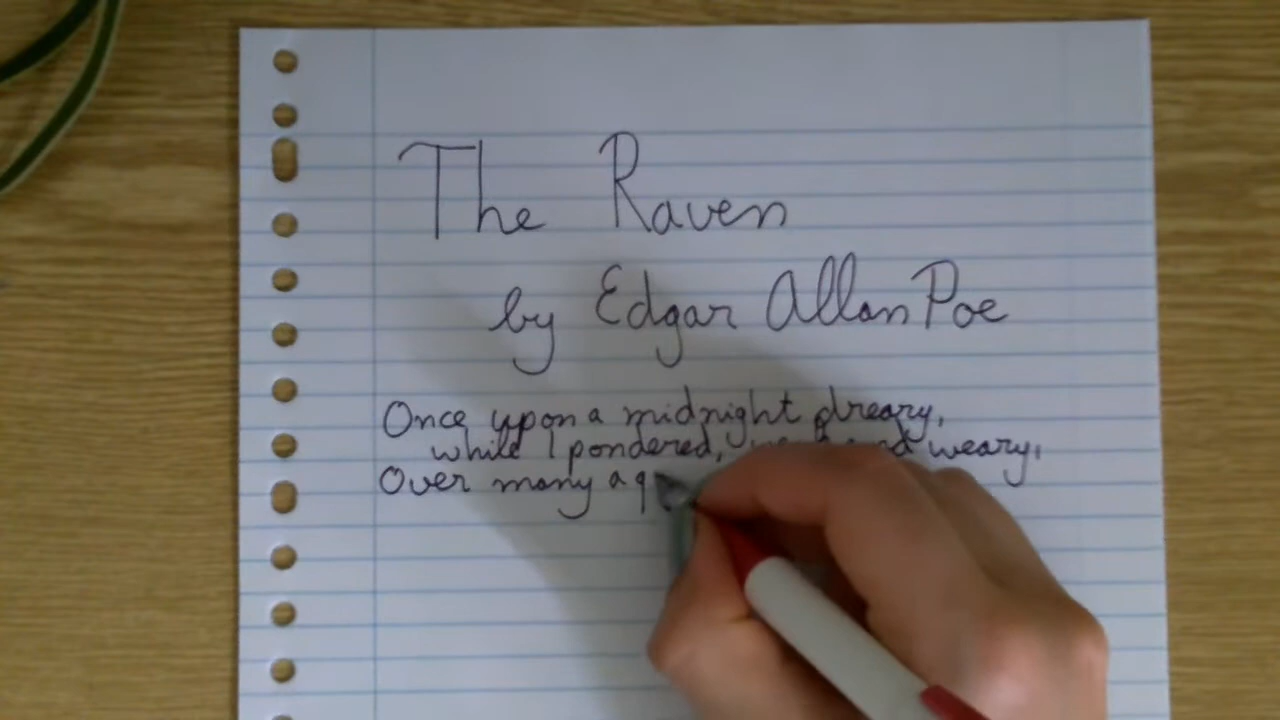 The Raven
by Edgar Allan Poe
Once upon a midnight dreary,
while I pondered, weary,
Over many a q